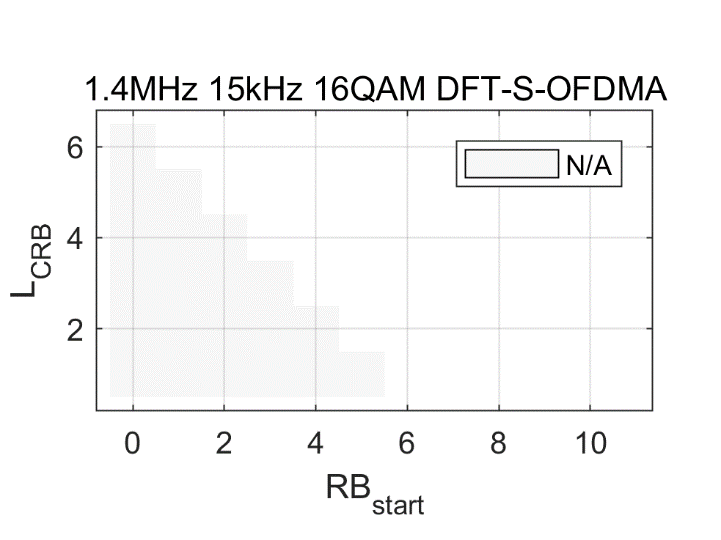 1.4MHz 15kHz 16QAM DFT-S-OFDMA
N/A
6
4
2
L_CRB
0 2 4 6 8 10
RB_start